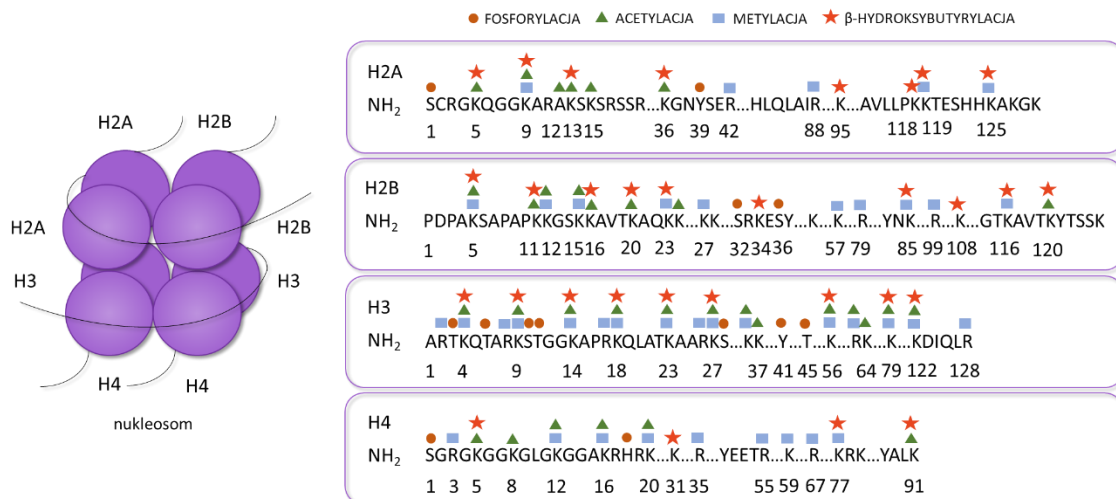 FOSFORYLACJA ACETYLACJA METYLACJA β-HYDROKSYBUTYRYLACJA
H2A H2B
H2A H2B
H3 H3
H4 H4
nukleosom
H2A
NH2 SCRGKQGGKARAKSKSRSSR...KGNYSER...HLQLAIR...K...AVLLPKKTESHHKAKGK
1 5 9 12 13 15 36 39 42 88 95 118 119 125
H2B
NH2 PDPAKSAPAPKKGSKKAVTKAQKK...KK...SRKESY...K...K...R...YNK...R...K...GTKAVTKYTSSK
1 5 11 12 15 16 20 23 27 32 34 36 57 79 85 99 108 116 120
H3
NH2 ARTKQTARKSTGGKAPRKQLATKAARKS...KK...Y...T...K...RK...K...KDIQLR
1 4 9 14 18 23 27 37 41 45 56 64 79 122 128
H4
NH2 SGRGKGGKGLGKGGAKRHRK...K...R...YEETR...K...R...KRK...YALK
1 3 5 8 12 16 20 31 35 55 59 67 77 91